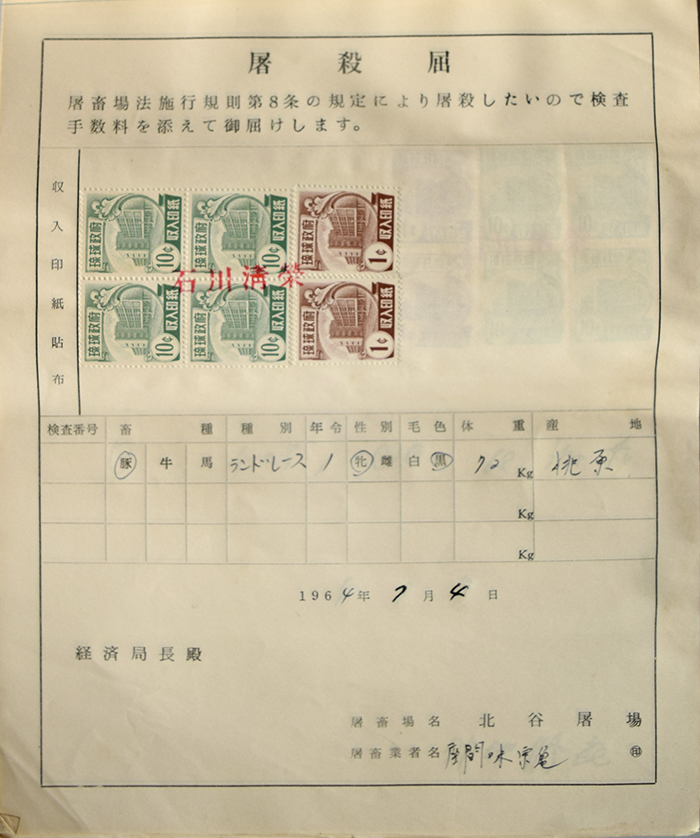 屠殺届
屠畜場法施行規則第8条の規定により屠殺したいので検査
手数料を添えて御届けします。
収入印紙貼布
琉球政府 10¢ 収入印紙
琉球政府 10¢ 収入印紙
琉球政府 1¢ 収入印紙
石川清栄
琉球政府 10¢ 収入印紙
琉球政府 10¢ 収入印紙
琉球政府 1¢ 収入印紙
検査番号 畜種 種別 年令 性別 毛色 体重 産地
豚 牛 馬 ランドレース 1 牝 雌 白 黒 72 Kg 桃原
Kg
Kg
1964年7月4日
経済局長殿
屠畜場名 北谷屠場
屠畜業者名 座間味宗亀 ㊞